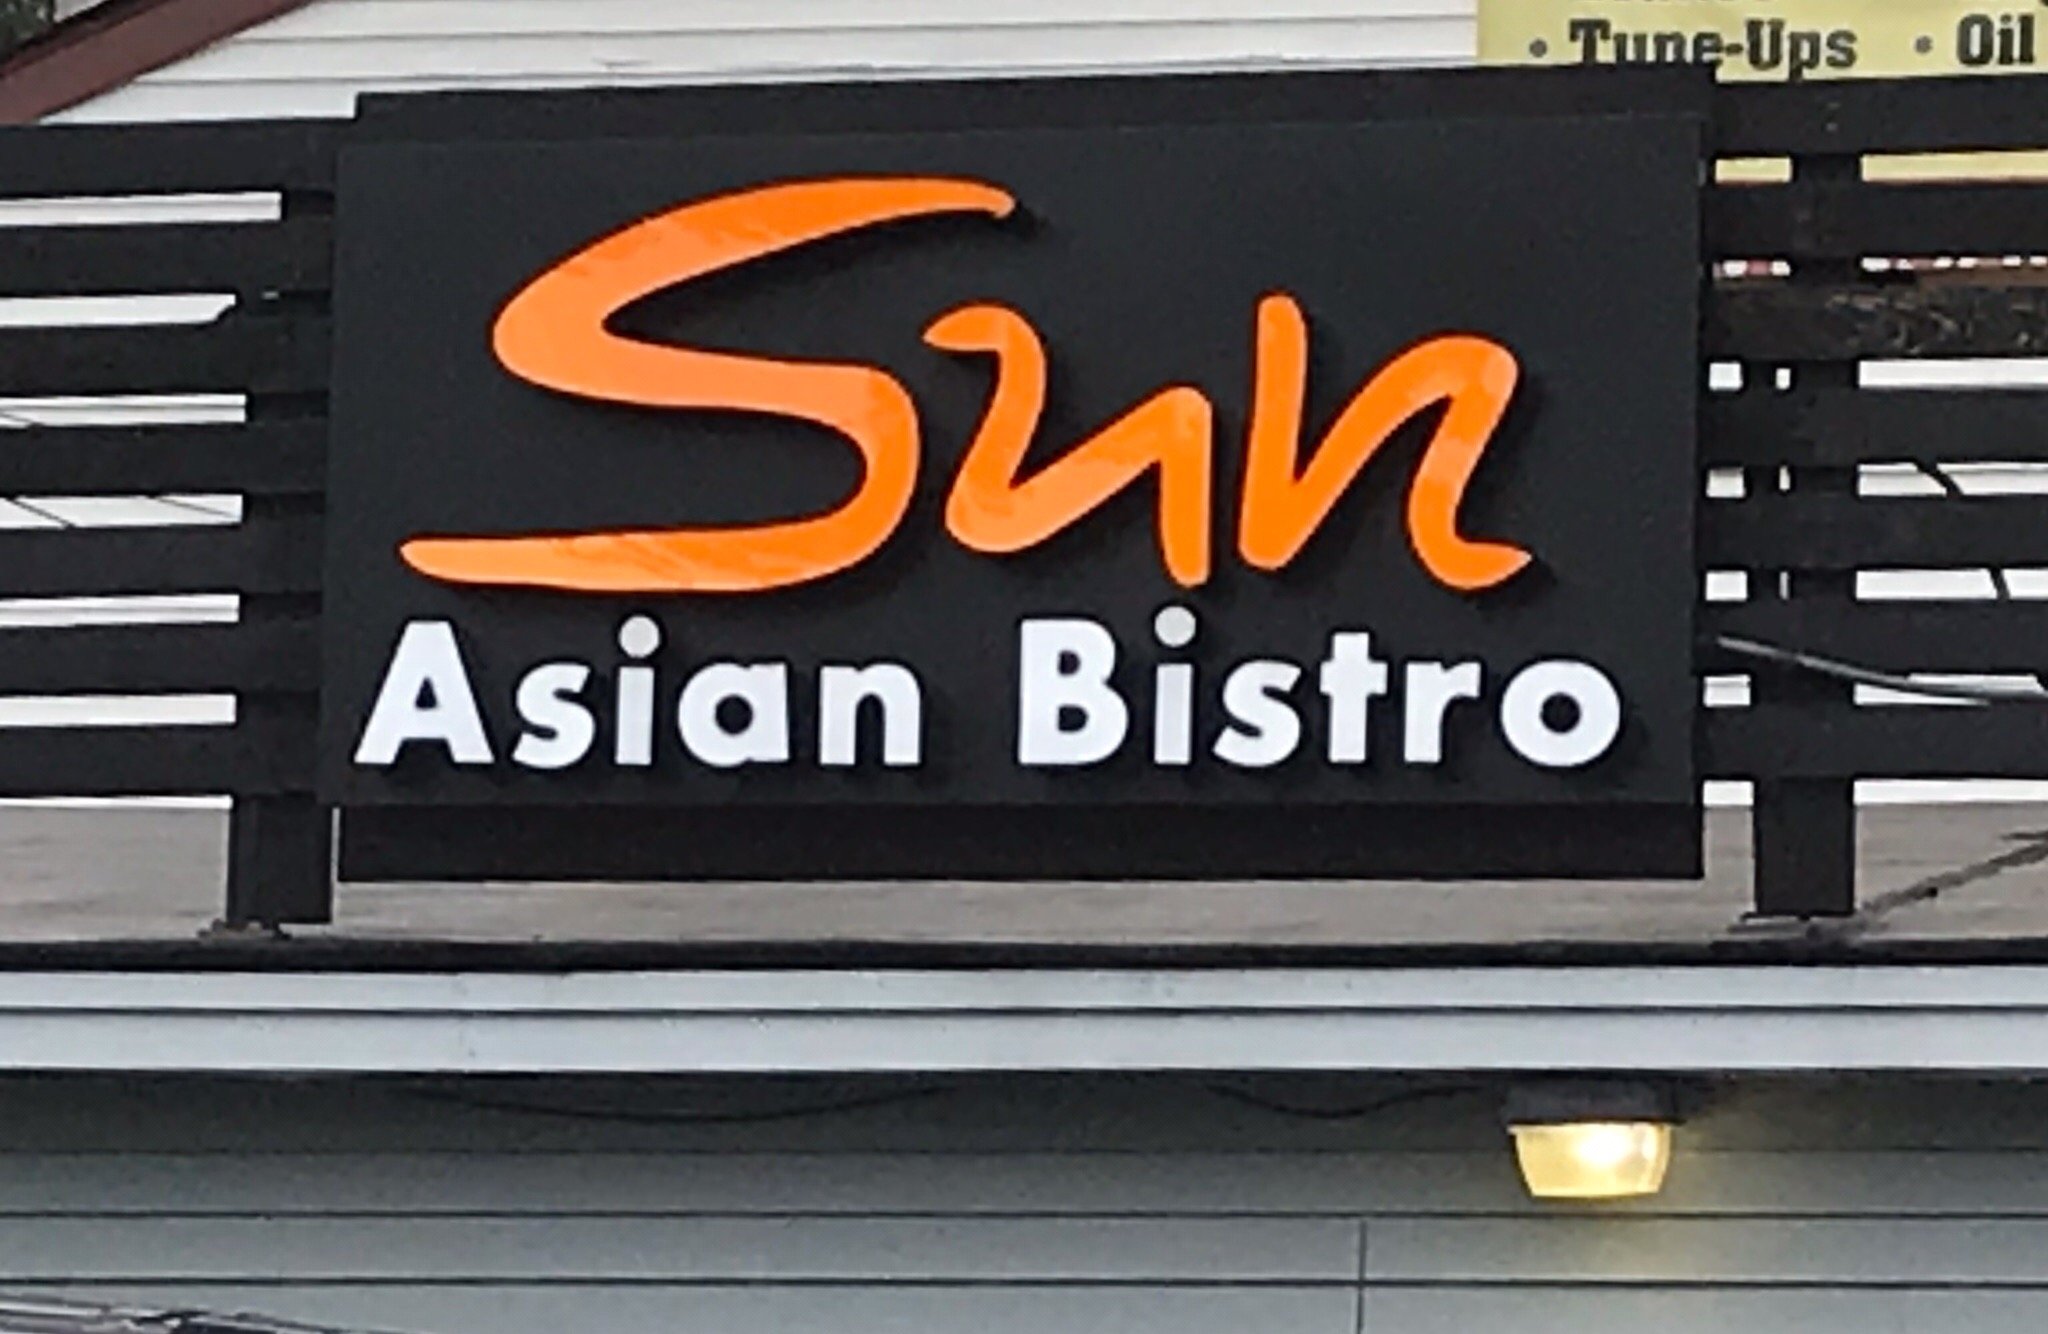 • Tune-Ups • Oil
Sun
Asian Bistro